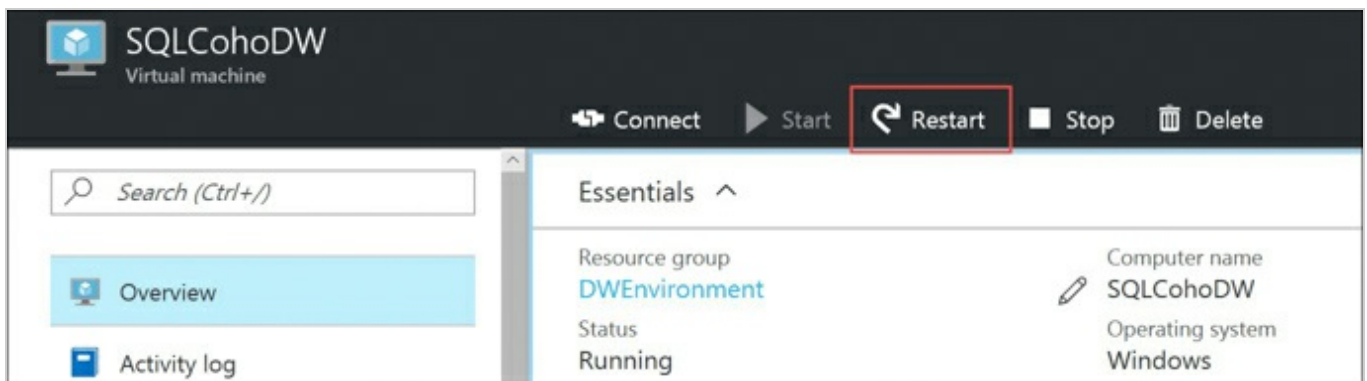 SQLCohoDW
Virtual machine
Connect Start Restart Stop Delete
Search (Ctrl+/)
Essentials
Resource group Computer name
DWEnvironment SQLCohoDW
Overview
Status Operating system
Running Windows
Activity log